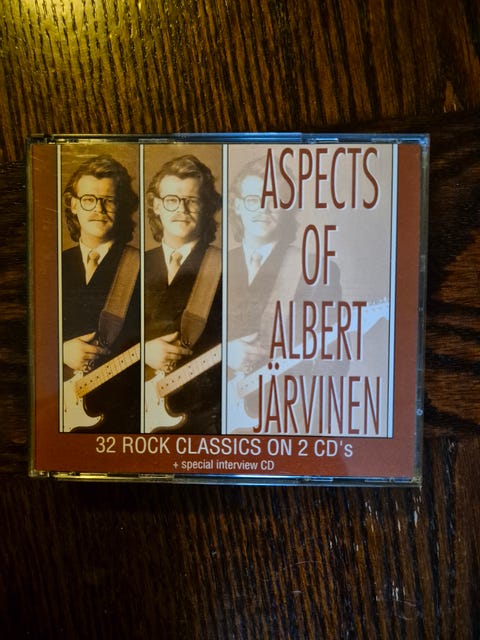 ASPECTS
OF
ALBERT
JÄRVINEN
32 ROCK CLASSICS ON 2 CD's
+ special interview CD